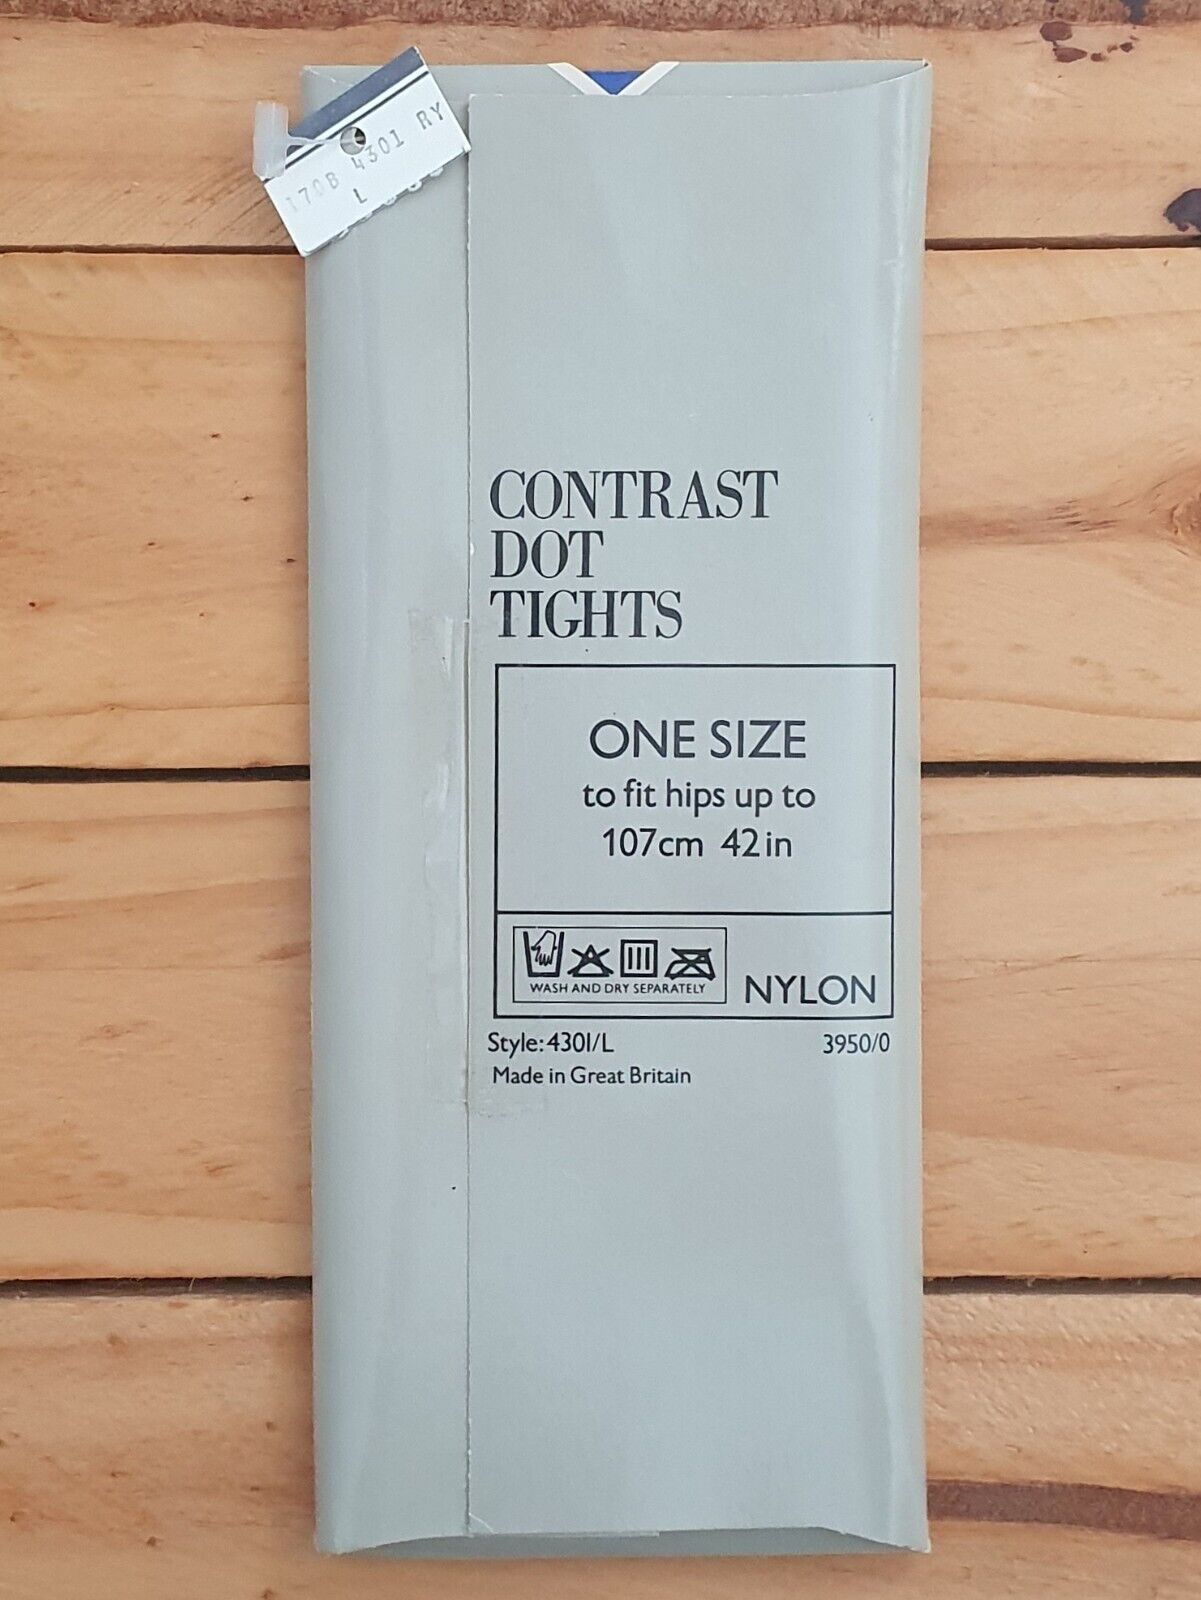 170B 4301 RY
L
CONTRAST
DOT
TIGHTS
ONE SIZE
to fit hips up to
107cm 42in
WASH AND DRY SEPARATELY
NYLON
Style: 4301/L 3950/0
Made in Great Britain